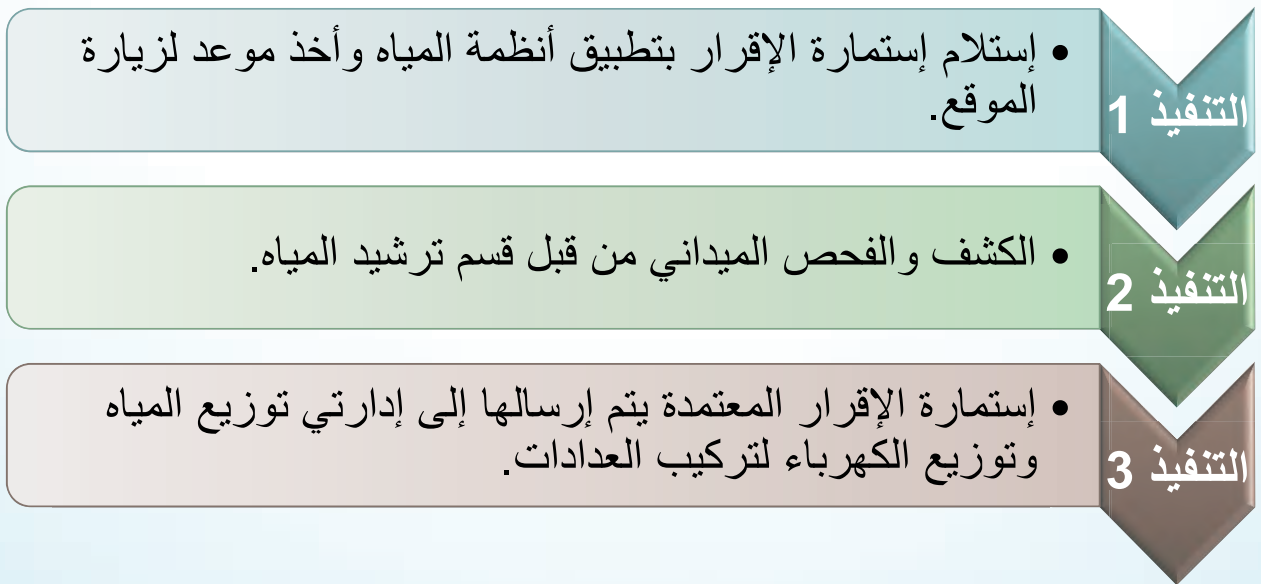 التنفيذ 1
• إستلام إستمارة الإقرار بتطبيق أنظمة المياه وأخذ موعد لزيارة
الموقع.
التنفيذ 2
• الكشف والفحص الميداني من قبل قسم ترشيد المياه.
التنفيذ 3
• إستمارة الإقرار المعتمدة يتم إرسالها إلى إدارتي توزيع المياه
وتوزيع الكهرباء لتركيب العدادات.